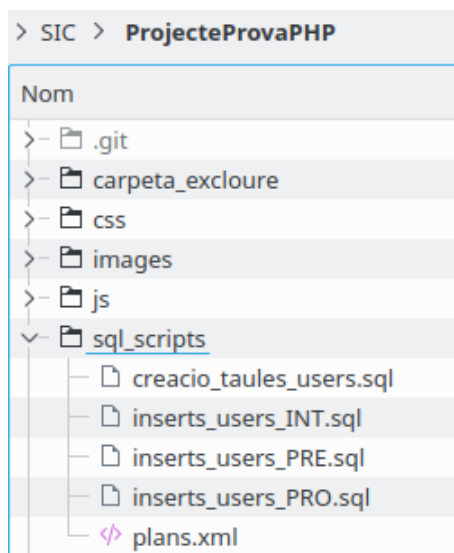 > SIC > ProjecteProvaPHP
Nom
.git
carpeta_excloure
css
images
js
sql_scripts
creacio_taules_users.sql
inserts_users_INT.sql
inserts_users_PRE.sql
inserts_users_PRO.sql
plans.xml